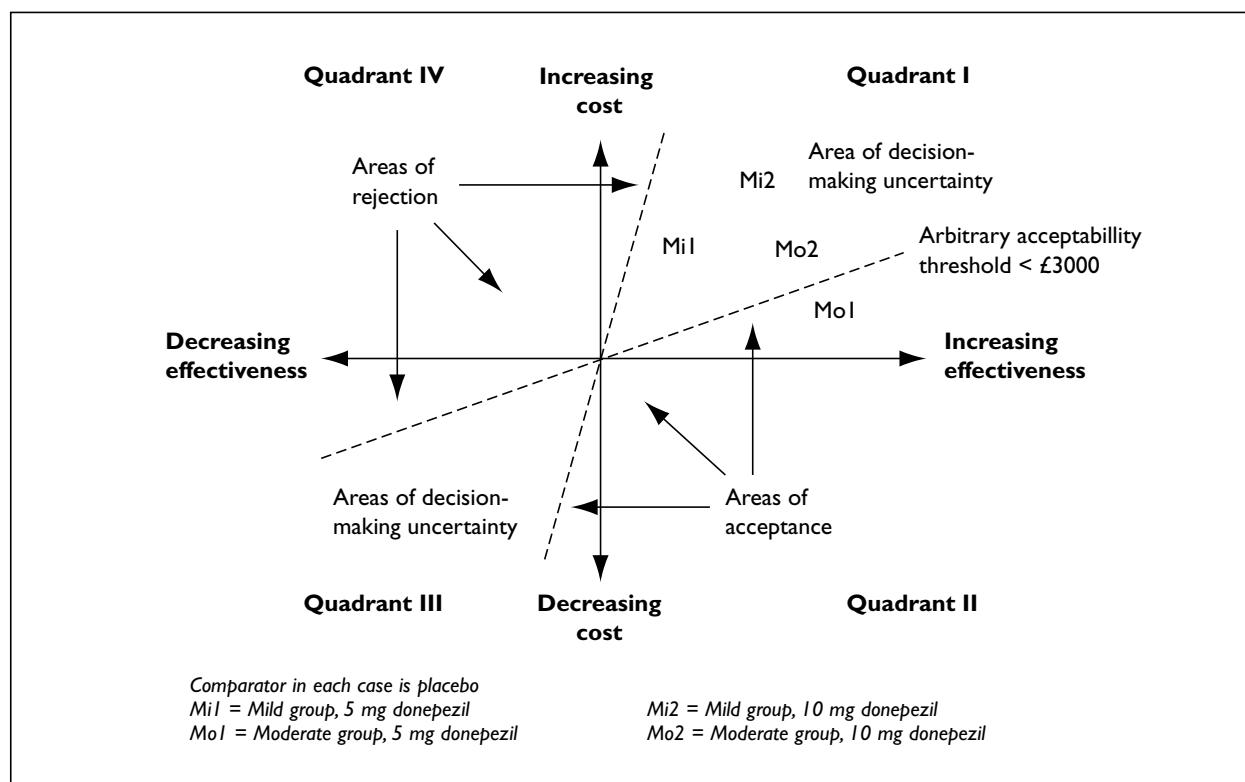 Quadrant IV
Increasing
cost
Quadrant I
Areas of
rejection
Area of decision-
making uncertainty
Mi2
Mi1
Mo2
Arbitrary acceptabillity
threshold < £3000
Mo1
Decreasing
effectiveness
Increasing
effectiveness
Areas of decision-
making uncertainty
Areas of
acceptance
Quadrant III
Decreasing
cost
Quadrant II
Comparator in each case is placebo
Mi1 = Mild group, 5 mg donepezil
Mo1 = Moderate group, 5 mg donepezil
Mi2 = Mild group, 10 mg donepezil
Mo2 = Moderate group, 10 mg donepezil